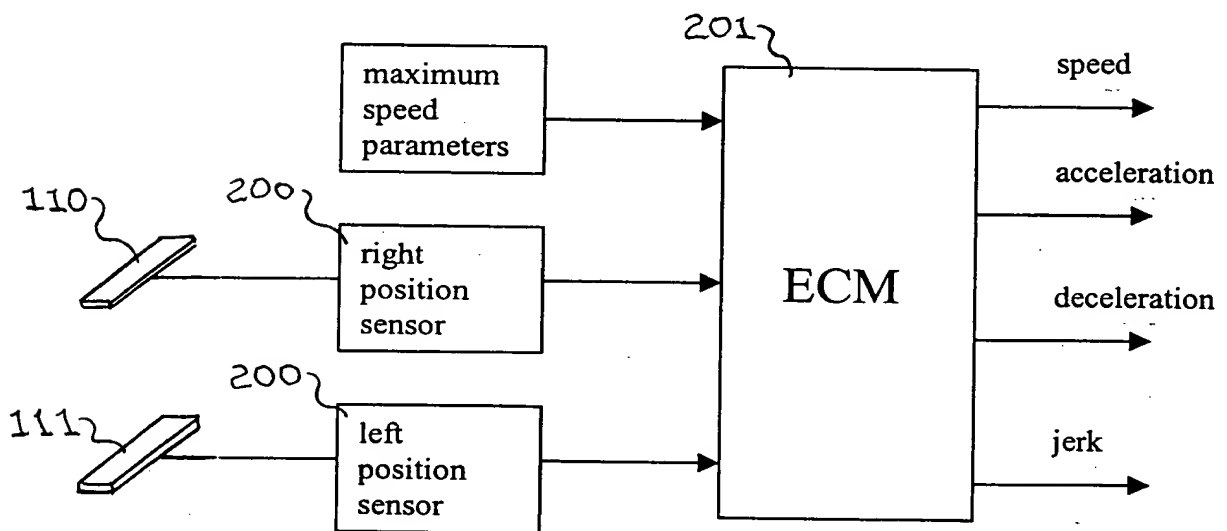 201
maximum
speed
parameters
speed
acceleration
110
200
right
position
sensor
ECM
deceleration
111
200
left
position
sensor
jerk